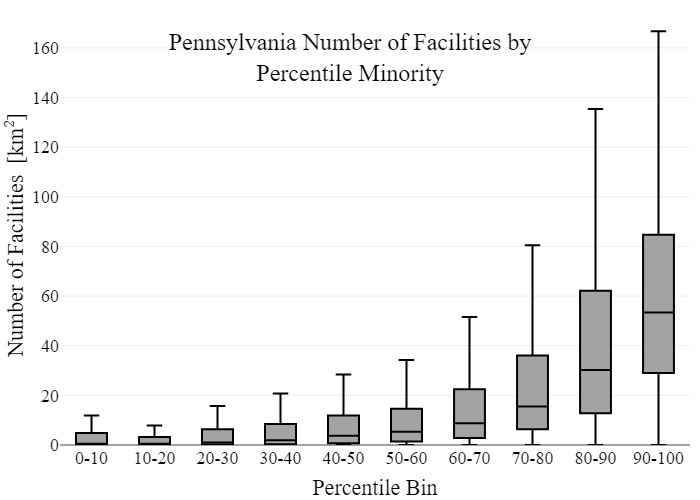 Pennsylvania Number of Facilities by
Percentile Minority
Number of Facilities [km²]
160
140
120
100
80
60
40
20
0
0-10 10-20 20-30 30-40 40-50 50-60 60-70 70-80 80-90 90-100
Percentile Bin